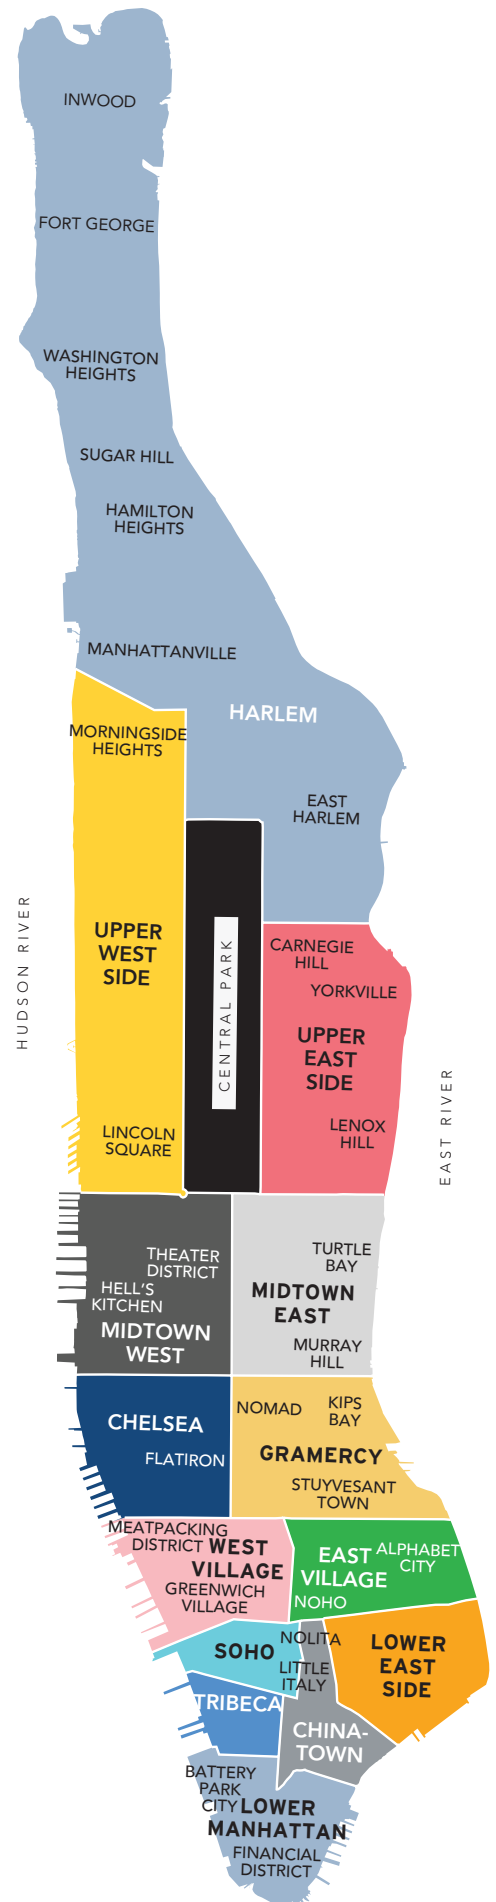 INWOOD
FORT GEORGE
WASHINGTON
HEIGHTS
SUGAR HILL
HAMILTON
HEIGHTS
MANHATTANVILLE
HARLEM
MORNINGSIDE
HEIGHTS
EAST
HARLEM
HUDSON RIVER
UPPER
WEST
SIDE
CENTRAL PARK
CARNEGIE
HILL
YORKVILLE
UPPER
EAST
SIDE
LENOX
HILL
EAST RIVER
LINCOLN
SQUARE
THEATER
DISTRICT
HELL'S
KITCHEN
MIDTOWN
WEST
TURTLE
BAY
MIDTOWN
EAST
MURRAY
HILL
CHELSEA
FLATIRON
NOMAD
KIPS
BAY
GRAMERCY
STUYVESANT
TOWN
MEATPACKING
DISTRICT
WEST
VILLAGE
GREENWICH
VILLAGE
EAST
VILLAGE
ALPHABET
CITY
NOHO
SOHO
NOLITA
LITTLE
ITALY
LOWER
EAST
SIDE
TRIBECA
CHINA-
TOWN
BATTERY
PARK
CITY
LOWER
MANHATTAN
FINANCIAL
DISTRICT